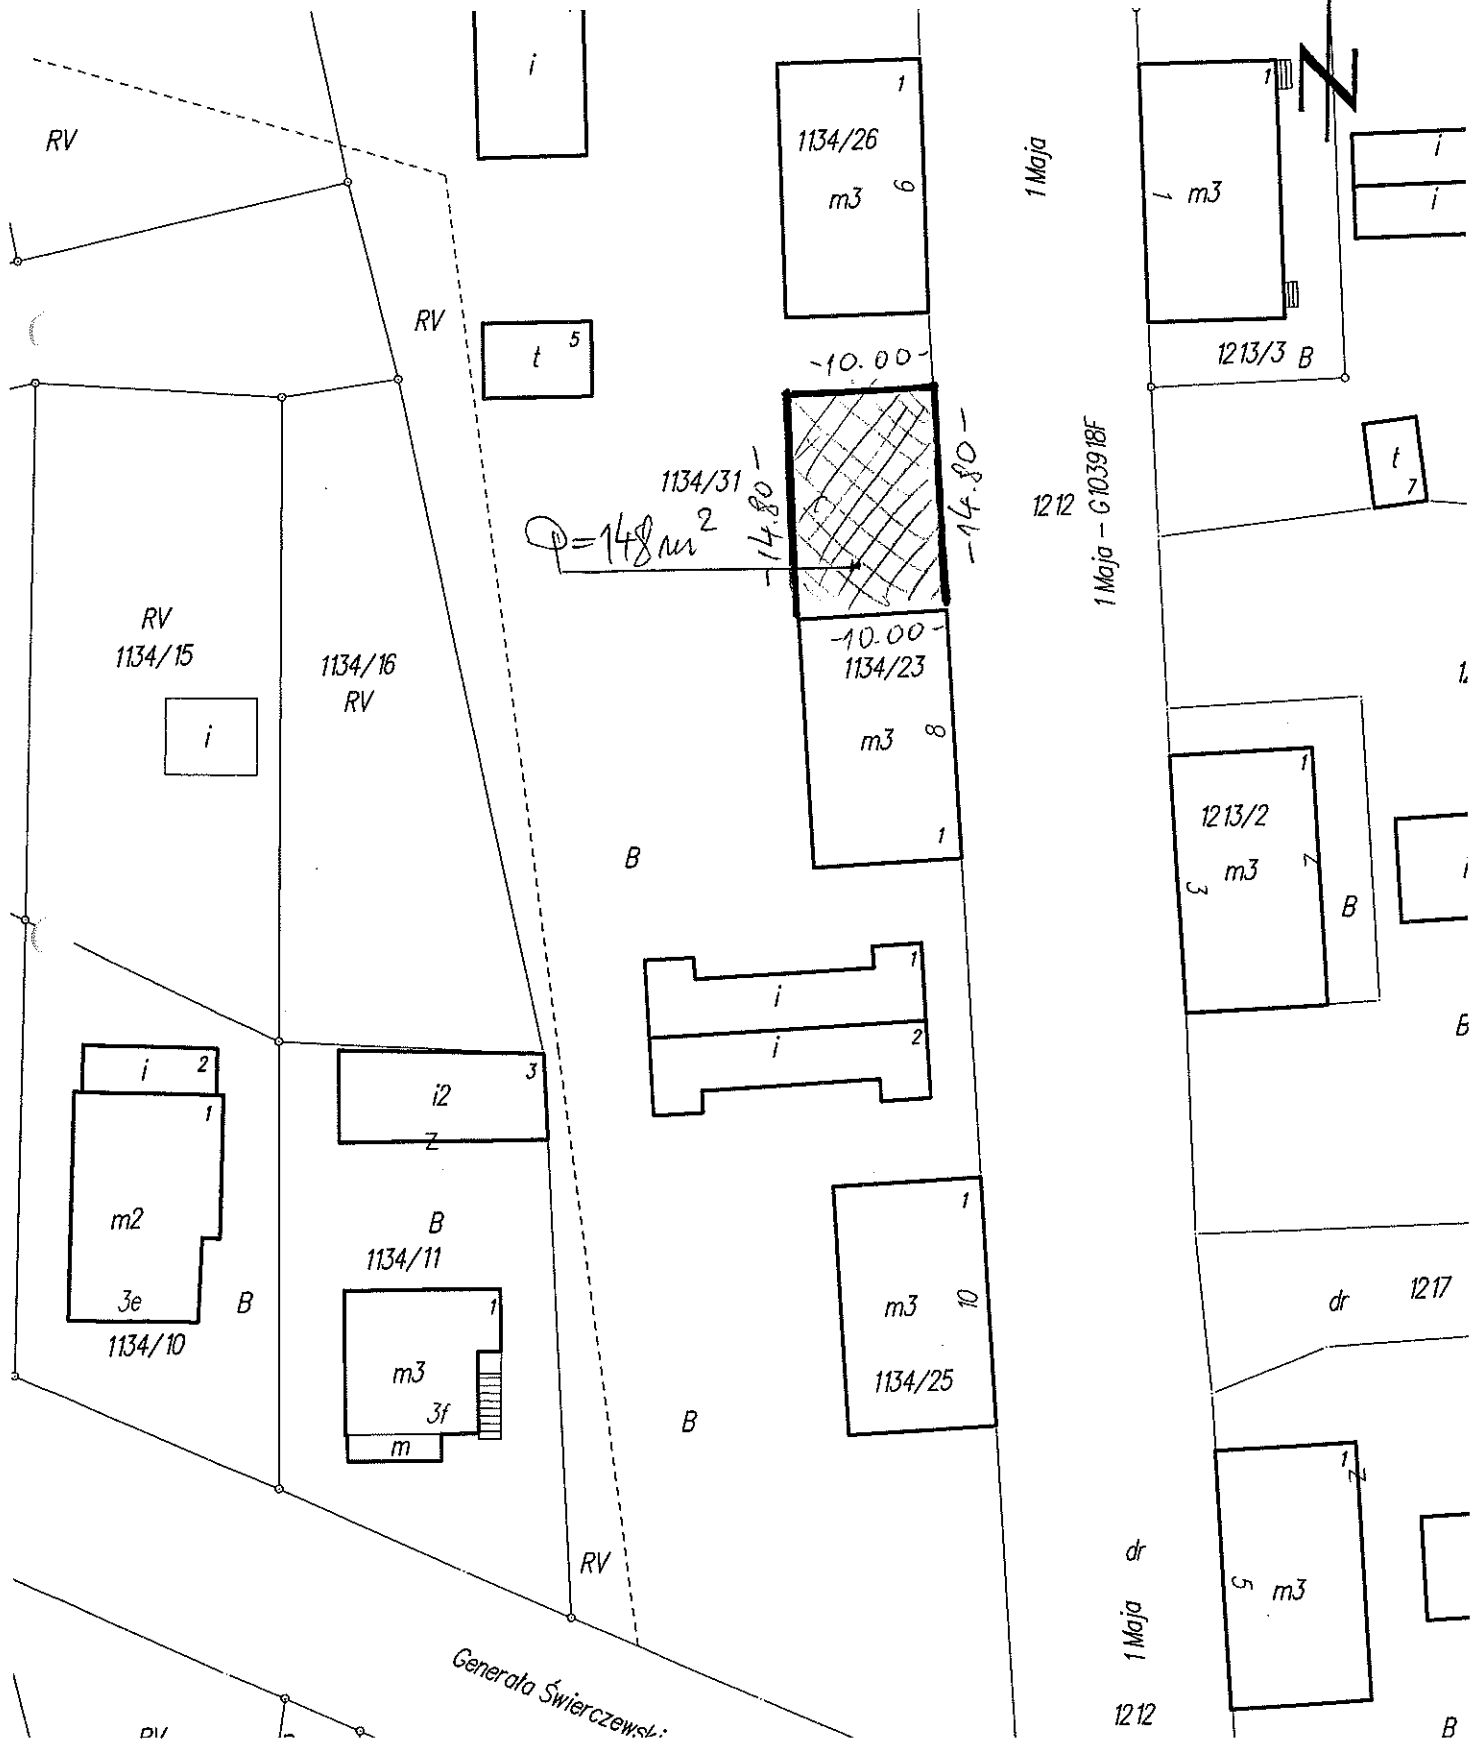 i
1
1134/26
m3
6
1 Maja
1
1
m3
N
i
i
RV
RV
t
5
1213/3 B
-10.00-
1134/31
-14.80-
-14.80-
P=148 m²
1212
1 Maja - G103918F
t
7
RV
1134/15
i
1134/16
RV
-10.00-
1134/23
m3
8
1
B
1213/2
1
m3
3
Z
B
i
B
i
1
i
2
i
2
1
m2
3e
1134/10
B
i2
3
Z
B
1134/11
1
m3
3f
m
1
m3
10
1134/25
B
dr
1217
RV
dr
1 Maja
1212
1
Z
5
m3
B
Generała Świerczewski
RV